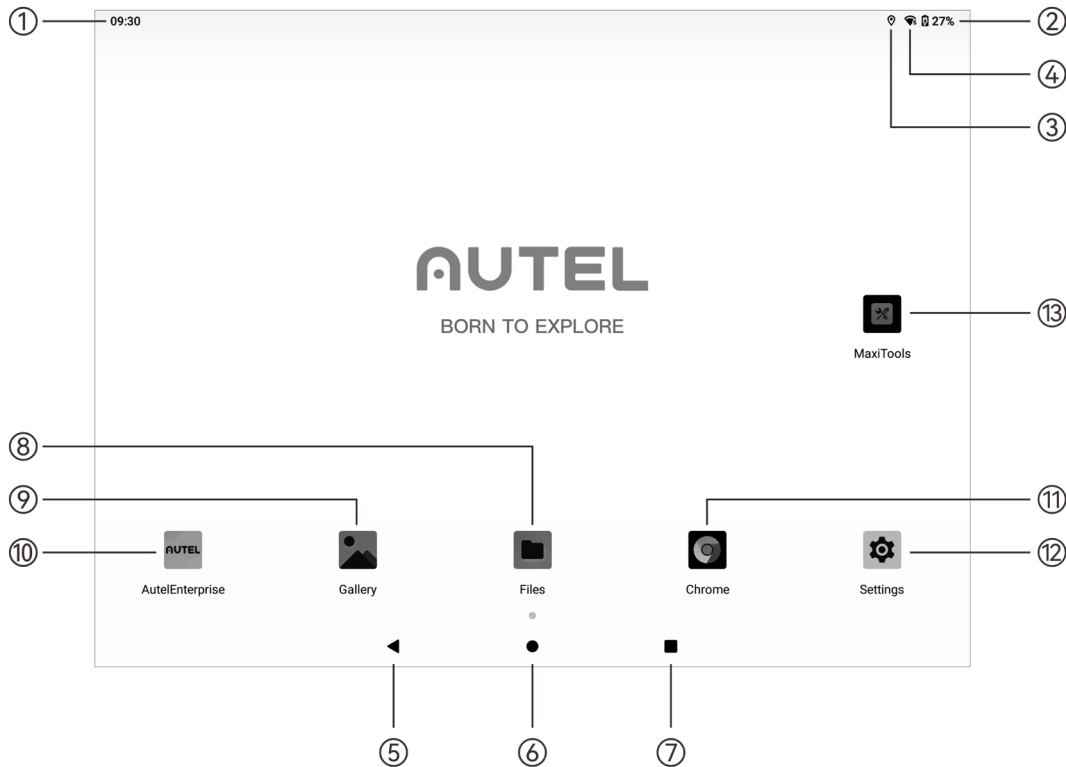 ① 09:30 27% ②
④
③
AUTEL
BORN TO EXPLORE
⑬
MaxiTools
⑧
⑨ ⑪
⑩ AUTEL ⑫
AutelEnterprise Gallery Files Chrome Settings
⑤ ⑥ ⑦